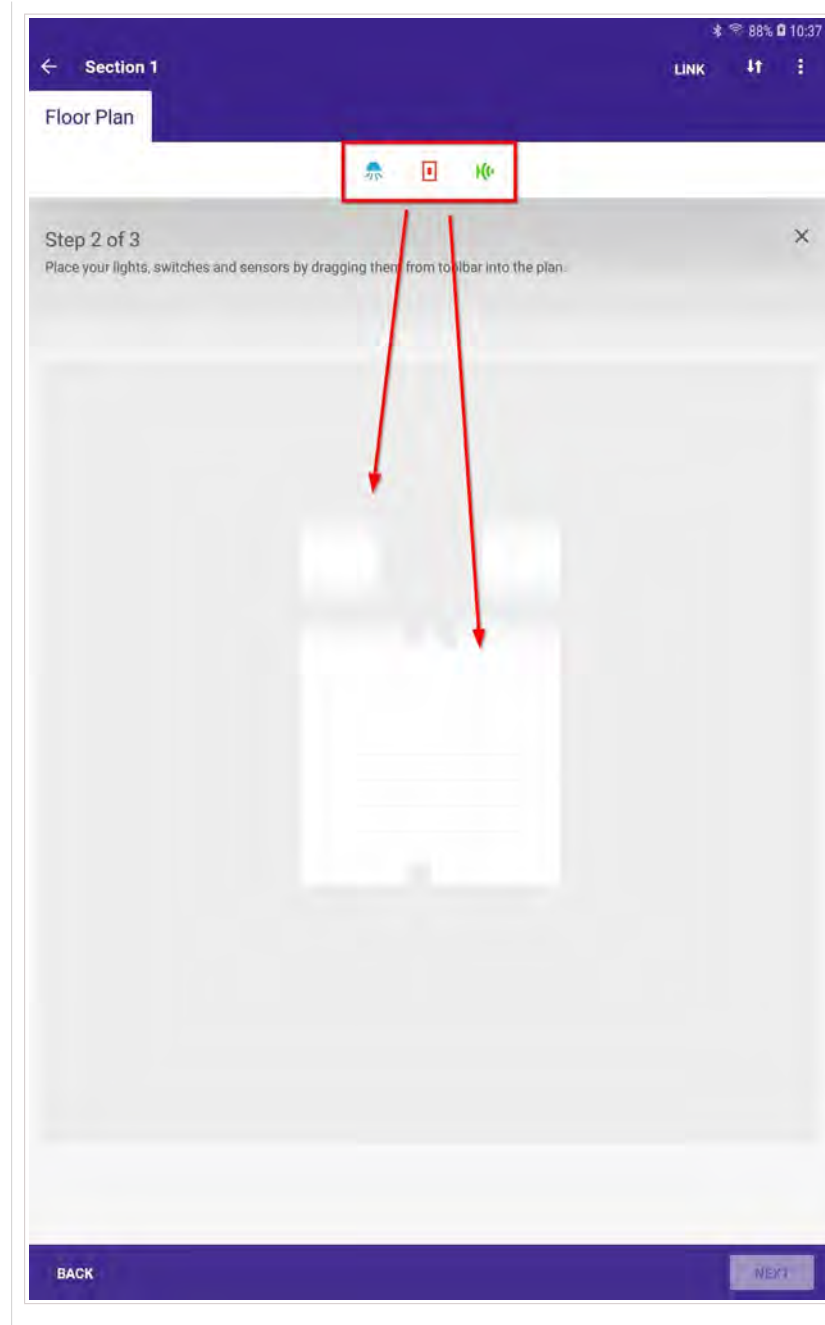 88% 10:37
Section 1
LINK
Floor Plan
Step 2 of 3
Place your lights, switches and sensors by dragging them from toolbar into the plan.
BACK
NEXT